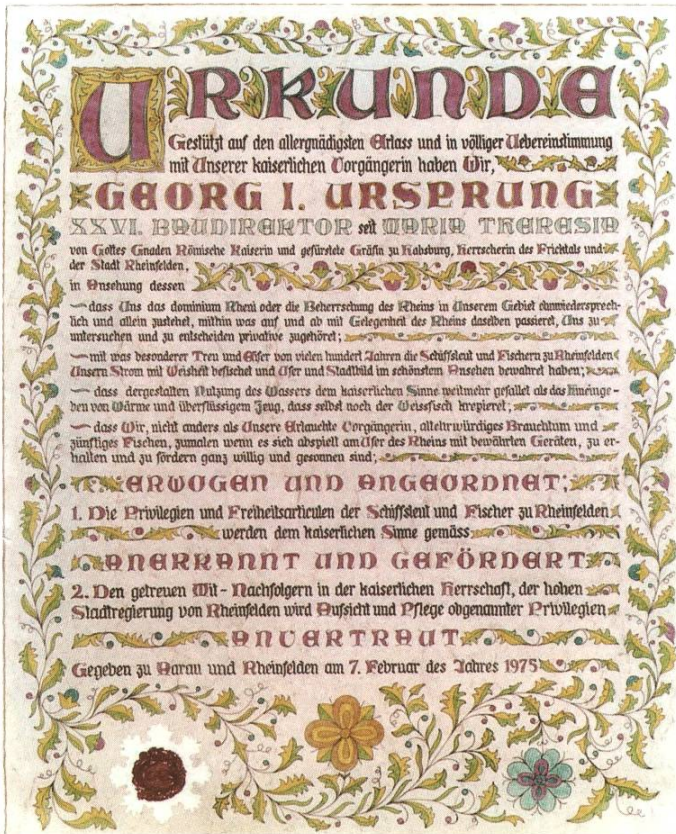 URKUNDE
Gestützt auf den allergnädigsten Erlass und in völliger Uebereinstimmung
mit Unserer kaiserlichen Vorgängerin haben Wir,
GEORG I. URSPRUNG
XXVI. BAUDIREKTOR seit MARIA THERESIA
von Gottes Gnaden Römische Kaiserin und gefürstete Gräfin zu Habsburg, Herrscherin des Fricktals und
der Stadt Rheinfelden,
in Ansehung dessen
— dass Uns das dominium Rheni oder die Beherrschung des Rheins in Unserem Gebiet ohnwiedersprech-
lich und allein zustehet, mithin was auf und ab mit Gelegenheit des Rheins daselben passieret, Uns zu
untersuchen und zu entscheiden privative zugehöret;
— mit was besonderer Treu und Eifer von vielen hundert Jahren die Schiffsleut und Fischern zu Rheinfelden
Unsern Strom mit Weisheit befischet und Ufer und Stadtbild im schönstem Ansehen bewahret haben;
— dass dergestalten Nutzung des Wassers dem kaiserlichen Sinne weitmehr gefallet als das Hineinge-
ben von Wärme und überflüssigem Zeug, dass selbst noch der Weissfisch krepieret;
— dass Wir, nicht anders als Unsere Erlauchte Vorgängerin, altehrwürdiges Brauchtum und
zünftiges Fischen, zumalen wenn es sich abspielt am Ufer des Rheins mit bewährten Geräten, zu er-
halten und zu fördern ganz willig und gesonnen sind;
ERWOGEN UND ANGEORDNET;
1. Die Privilegien und Freiheitsarticulen der Schiffsleut und Fischer zu Rheinfelden
werden dem kaiserlichen Sinne gemäss
ANERKANNT UND GEFÖRDERT
2. Den getreuen Mit-Nachfolgern in der kaiserlichen Herrschaft, der hohen
Stadtregierung von Rheinfelden wird Aufsicht und Pflege obgenannter Privilegien
ANVERTRAUT
Gegeben zu Aarau und Rheinfelden am 7. Februar des Jahres 1975